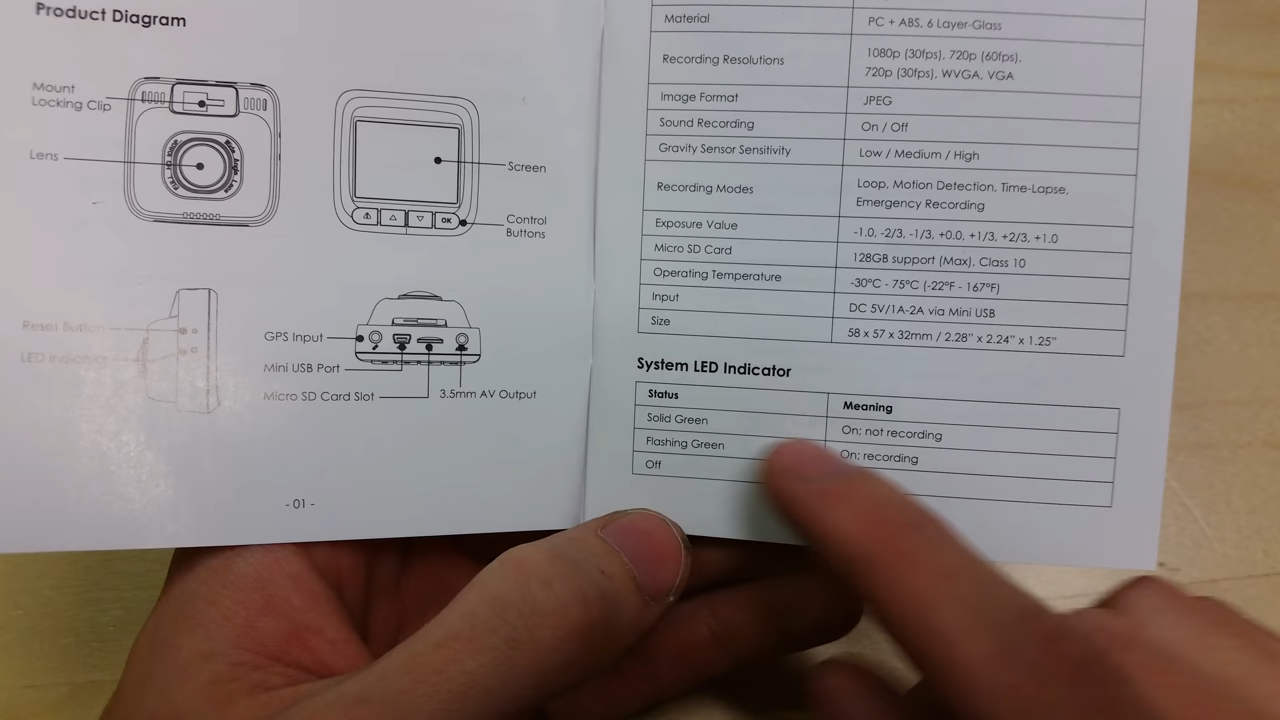 Product Diagram
Mount
Locking Clip
Lens
Screen
OK
Control
Buttons
Reset Button
LED Indicator
GPS Input
Mini USB Port
Micro SD Card Slot
3.5mm AV Output
- 01 -
Material PC + ABS, 6 Layer-Glass
Recording Resolutions 1080p (30fps), 720p (60fps),
720p (30fps), WVGA, VGA
Image Format JPEG
Sound Recording On / Off
Gravity Sensor Sensitivity Low / Medium / High
Recording Modes Loop, Motion Detection, Time-Lapse,
Emergency Recording
Exposure Value -1.0, -2/3, -1/3, +0.0, +1/3, +2/3, +1.0
Micro SD Card 128GB support (Max), Class 10
Operating Temperature -30°C - 75°C (-22°F - 167°F)
Input DC 5V/1A-2A via Mini USB
Size 58 x 57 x 32mm / 2.28" x 2.24" x 1.25"
System LED Indicator
Status Meaning
Solid Green On; not recording
Flashing Green On; recording
Off